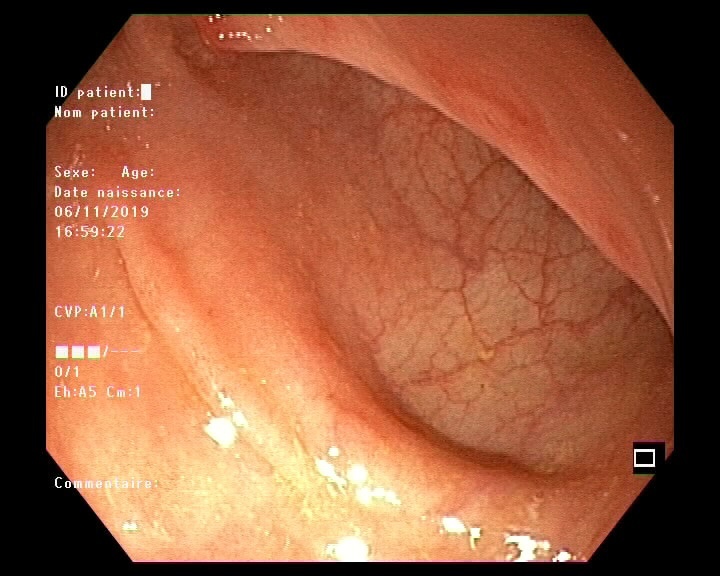 ID patient:
Nom patient:
Sexe: Age:
Date naissance:
06/11/2019
16:59:22
CVP:A1/1
/---
0/1
Eh:A5 Cm:1
Commentaire: